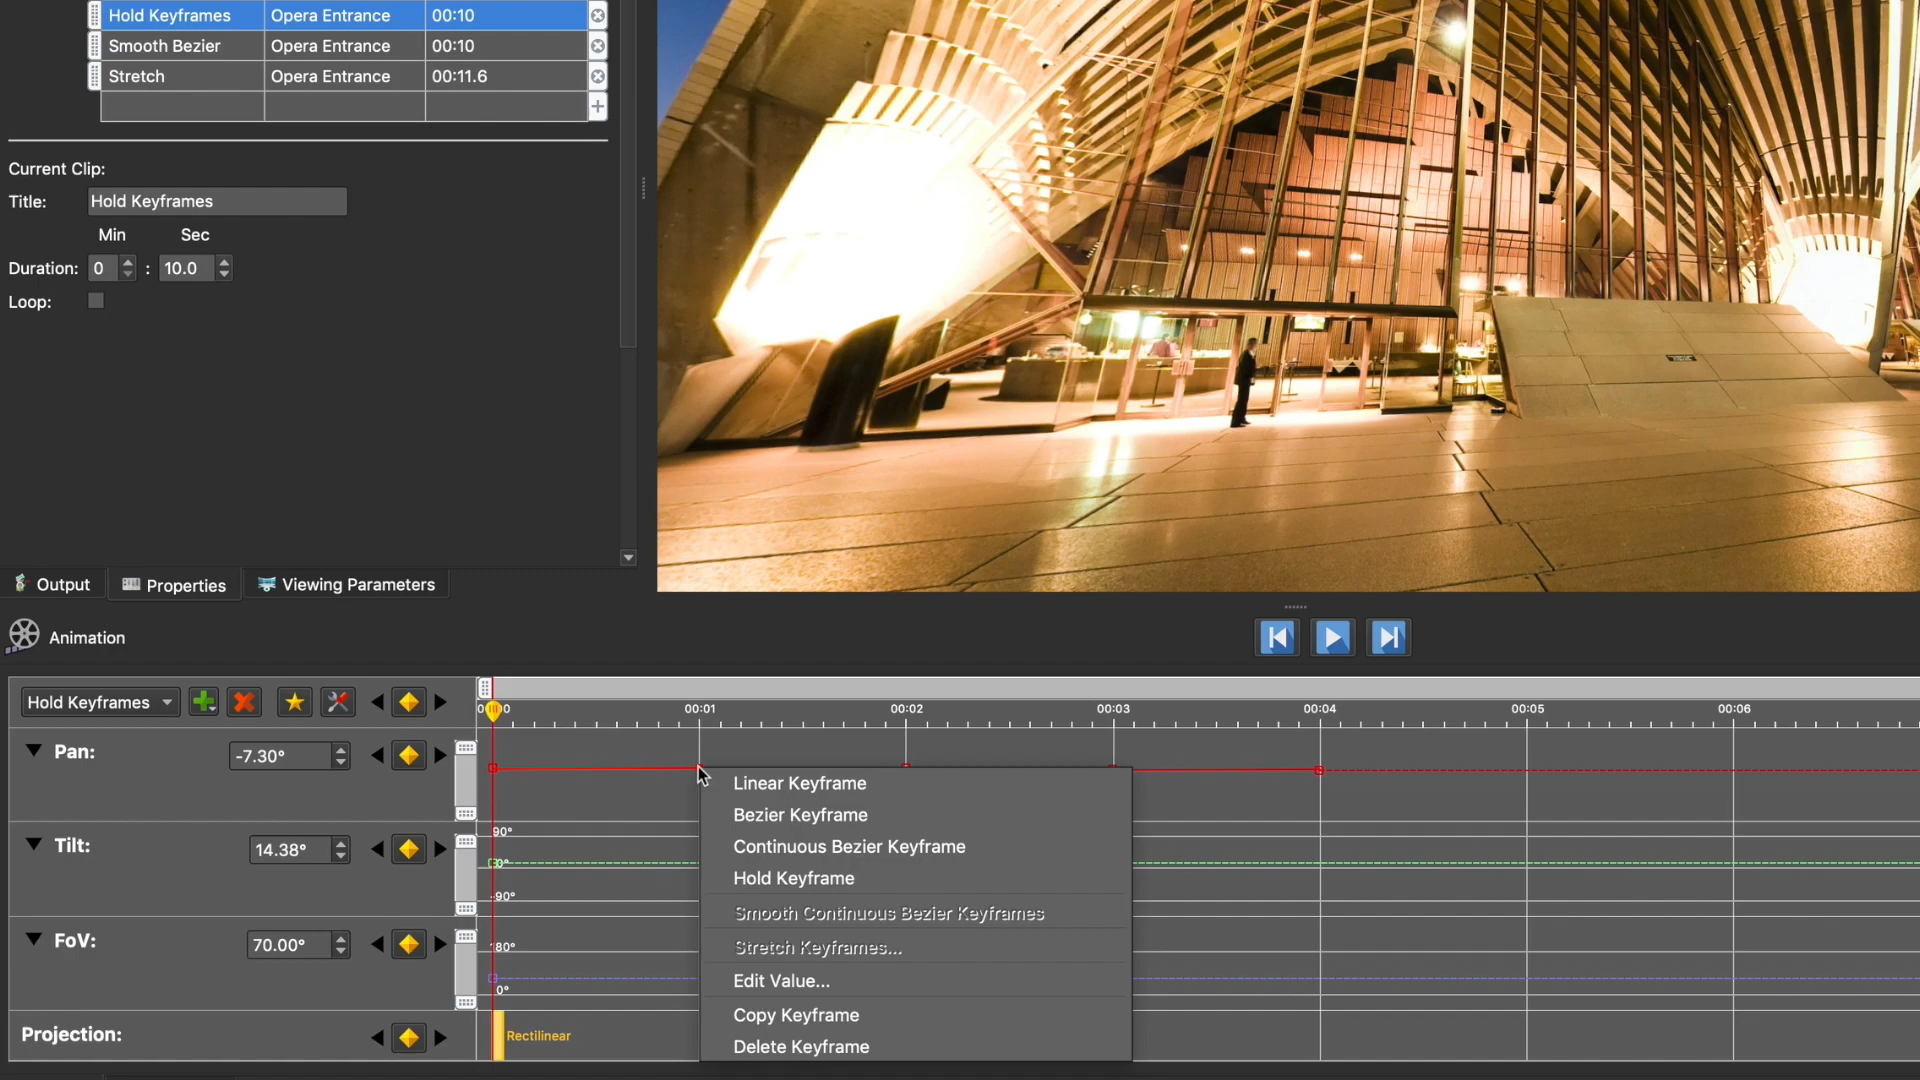 Hold Keyframes Opera Entrance 00:10
Smooth Bezier Opera Entrance 00:10
Stretch Opera Entrance 00:11.6
Current Clip:
Title: Hold Keyframes
Min Sec
Duration: 0 : 10.0
Loop:
Output Properties Viewing Parameters
Animation
Hold Keyframes
00:01 00:02 00:03 00:04 00:05 00:06
Pan: -7.30°
Tilt: 14.38°
90°
0°
-90°
FoV: 70.00°
180°
0°
Projection: Rectilinear
Linear Keyframe
Bezier Keyframe
Continuous Bezier Keyframe
Hold Keyframe
Smooth Continuous Bezier Keyframes
Stretch Keyframes...
Edit Value...
Copy Keyframe
Delete Keyframe